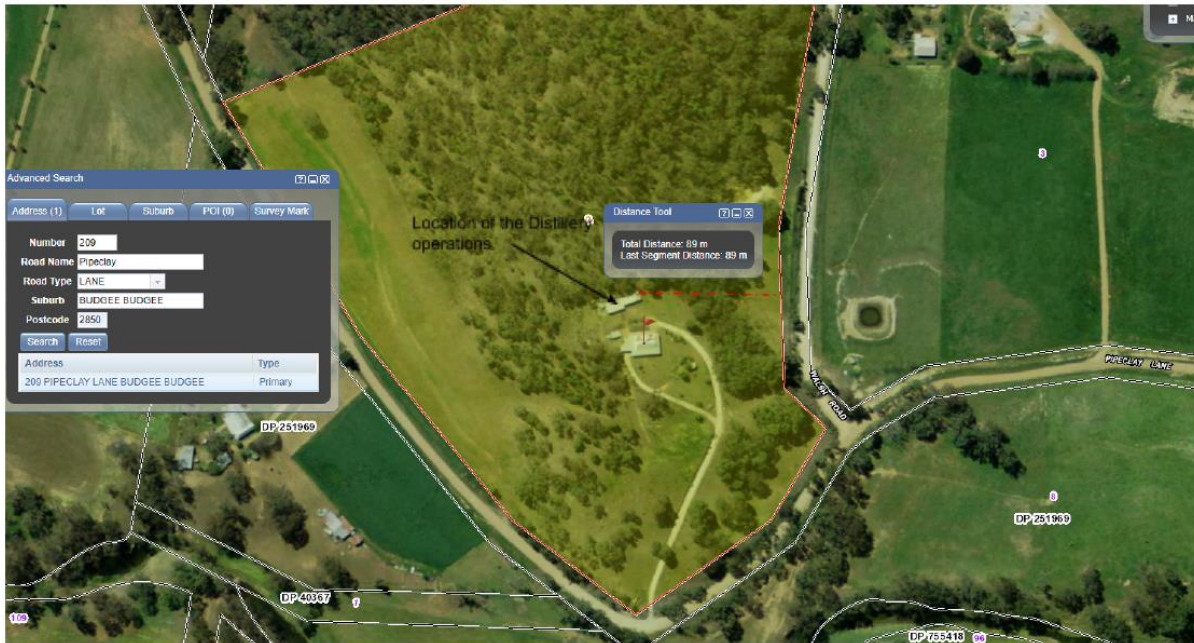 Advanced Search
Address (1)
Lot
Suburb
POI (0)
Survey Mark
Number 209
Road Name Pipeclay
Road Type LANE
Suburb BUDGEE BUDGEE
Postcode 2850
Search Reset
Address Type
209 PIPECLAY LANE BUDGEE BUDGEE Primary
Location of the Distillery
operations
Distance Tool
Total Distance: 89 m
Last Segment Distance: 89 m
3
PIPECLAY LANE
WALSH ROAD
DP 251969
8
DP 251969
DP 40367
109
DP 755418 96